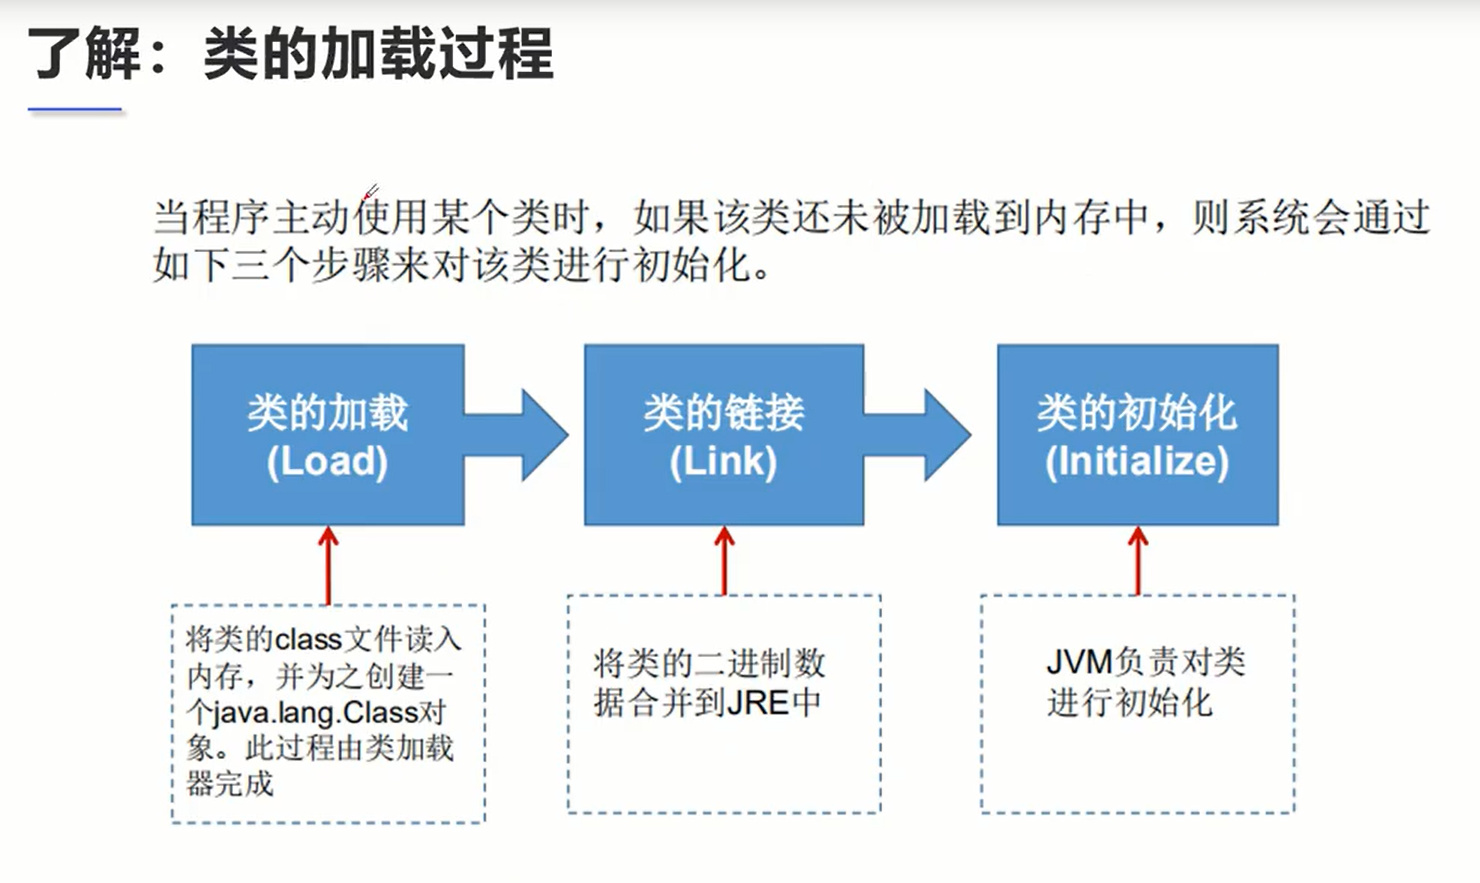 了解：类的加载过程
当程序主动使用某个类时，如果该类还未被加载到内存中，则系统会通过
如下三个步骤来对该类进行初始化。
类的加载
(Load)
类的链接
(Link)
类的初始化
(Initialize)
将类的class文件读入
内存，并为之创建一
个java.lang.Class对
象。此过程由类加载
器完成
将类的二进制数
据合并到JRE中
JVM负责对类
进行初始化